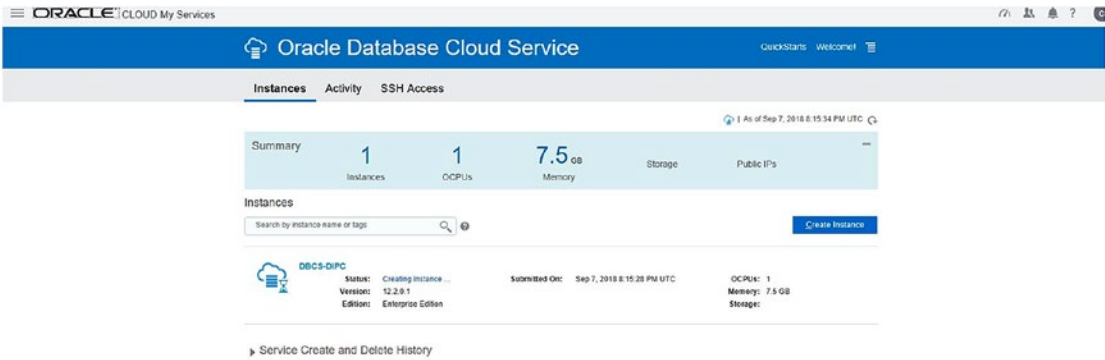 ORACLE CLOUD My Services
?
C
Oracle Database Cloud Service
QuickStarts Welcome!
Instances Activity SSH Access
As of Sep 7, 2018 8:15:34 PM UTC
Summary
1 1 7.5 GB Storage Public IPs
Instances OCPUs Memory
Instances
Search by instance name or tags
Create Instance
DBCS-DIPC
Status: Creating instance ... Submitted On: Sep 7, 2018 8:15:28 PM UTC OCPUs: 1
Version: 12.2.0.1 Memory: 7.5 GB
Edition: Enterprise Edition Storage:
Service Create and Delete History